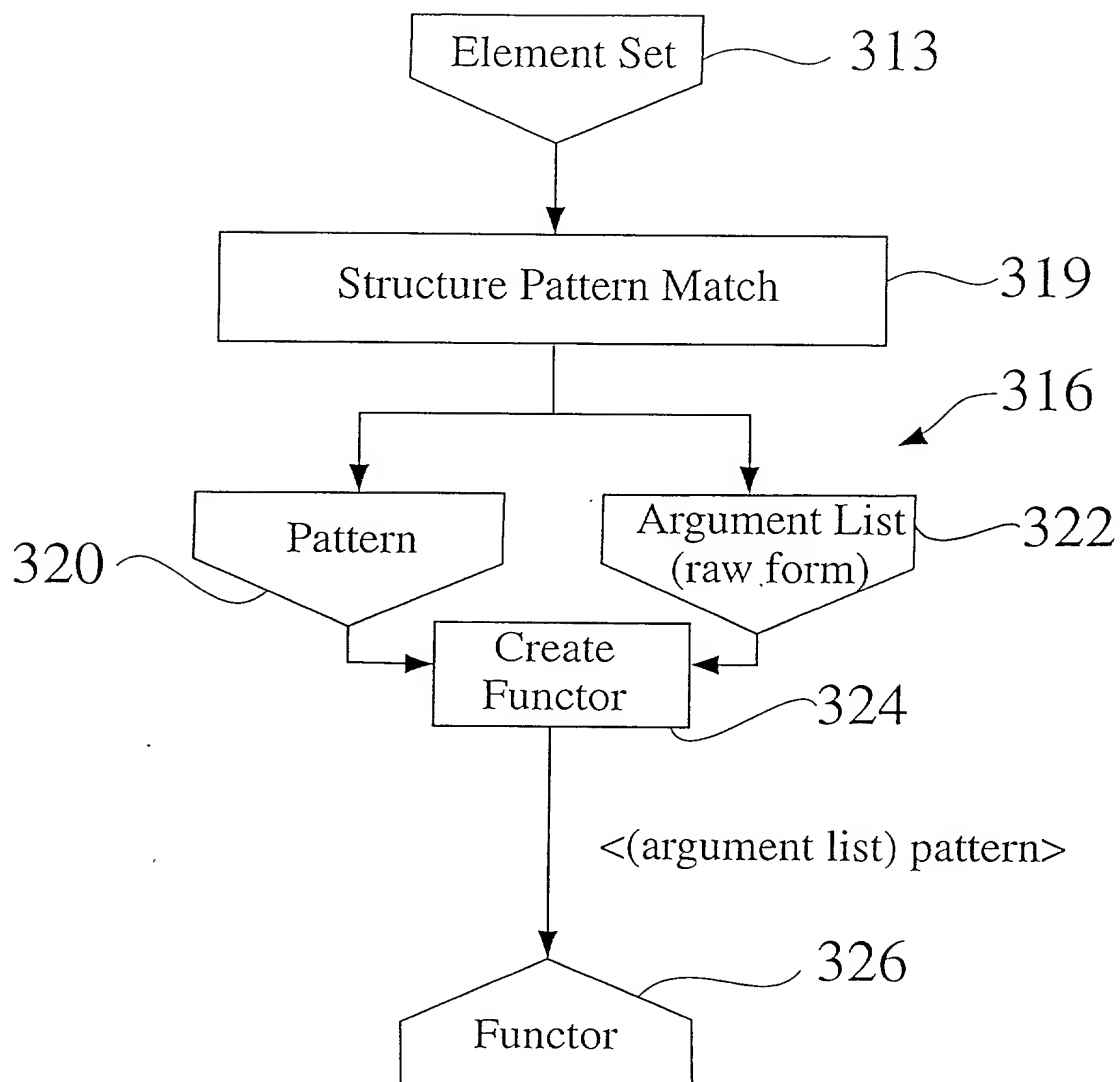 Element Set
313
Structure Pattern Match
319
316
Pattern
Argument List
(raw form)
320
322
Create
Functor
324
<(argument list) pattern>
326
Functor